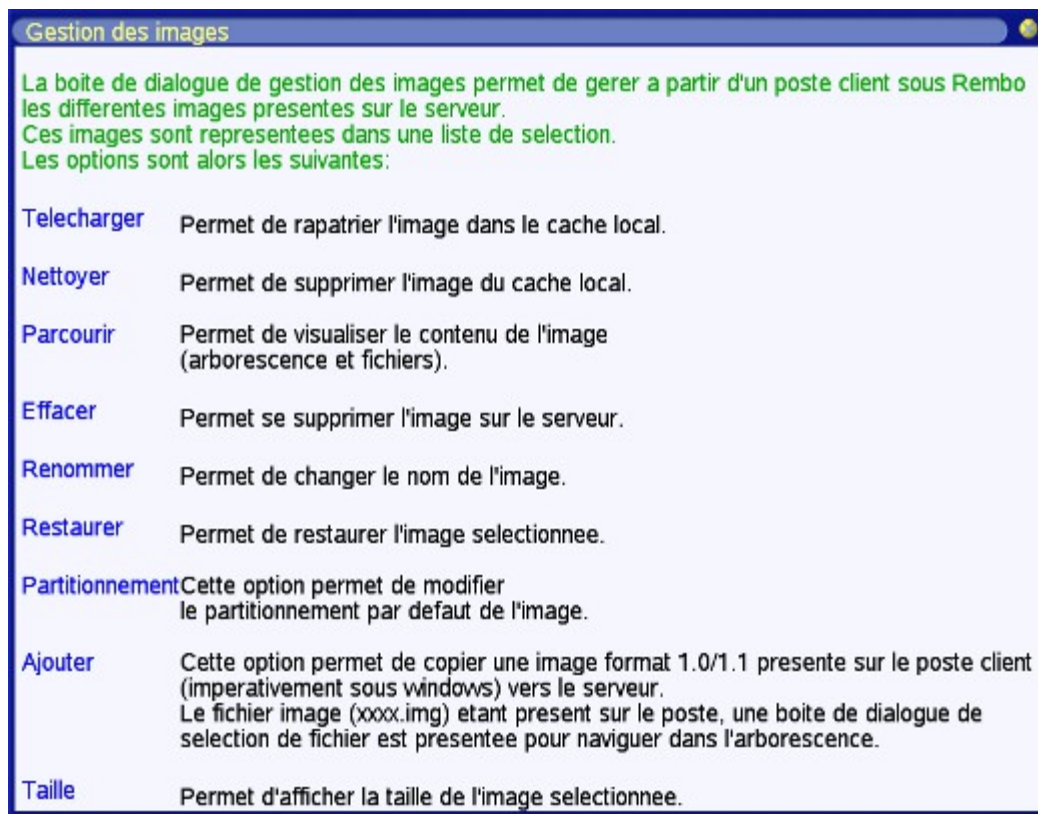 Gestion des images
La boite de dialogue de gestion des images permet de gerer a partir d'un poste client sous Rembo
les differentes images presentes sur le serveur.
Ces images sont representees dans une liste de selection.
Les options sont alors les suivantes:
Telecharger Permet de rapatrier l'image dans le cache local.
Nettoyer Permet de supprimer l'image du cache local.
Parcourir Permet de visualiser le contenu de l'image
(arborescence et fichiers).
Effacer Permet se supprimer l'image sur le serveur.
Renommer Permet de changer le nom de l'image.
Restaurer Permet de restaurer l'image selectionnee.
Partitionnement Cette option permet de modifier
le partitionnement par defaut de l'image.
Ajouter Cette option permet de copier une image format 1.0/1.1 presente sur le poste client
(imperativement sous windows) vers le serveur.
Le fichier image (xxxx.img) etant present sur le poste, une boite de dialogue de
selection de fichier est presentee pour naviguer dans l'arborescence.
Taille Permet d'afficher la taille de l'image selectionnee.